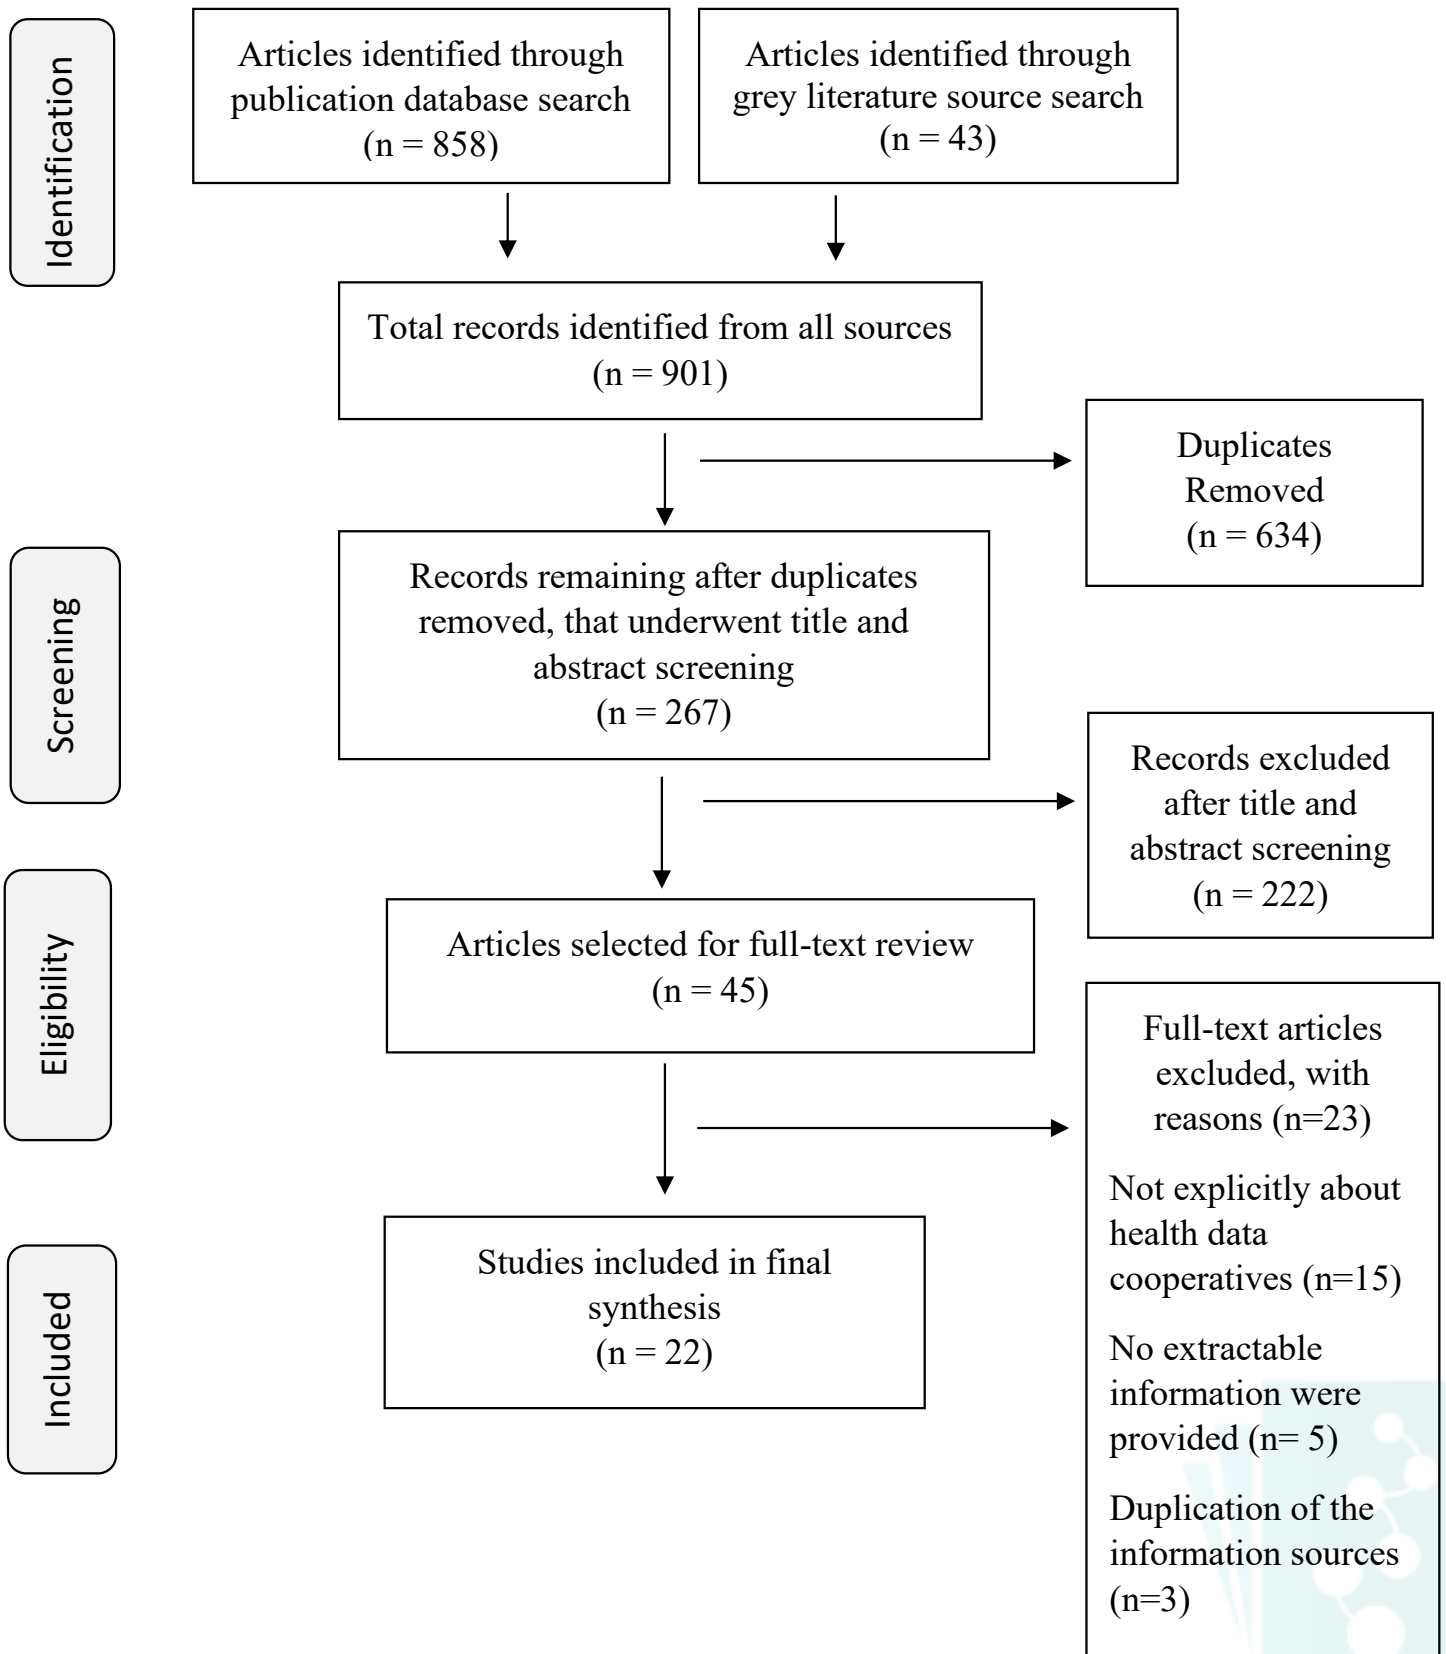 Identification
Articles identified through
publication database search
(n = 858)
Articles identified through
grey literature source search
(n = 43)
Total records identified from all sources
(n = 901)
Duplicates
Removed
(n = 634)
Screening
Records remaining after duplicates
removed, that underwent title and
abstract screening
(n = 267)
Records excluded
after title and
abstract screening
(n = 222)
Eligibility
Articles selected for full-text review
(n = 45)
Full-text articles
excluded, with
reasons (n=23)
Not explicitly about
health data
cooperatives (n=15)
No extractable
information were
provided (n= 5)
Duplication of the
information sources
(n=3)
Included
Studies included in final
synthesis
(n = 22)